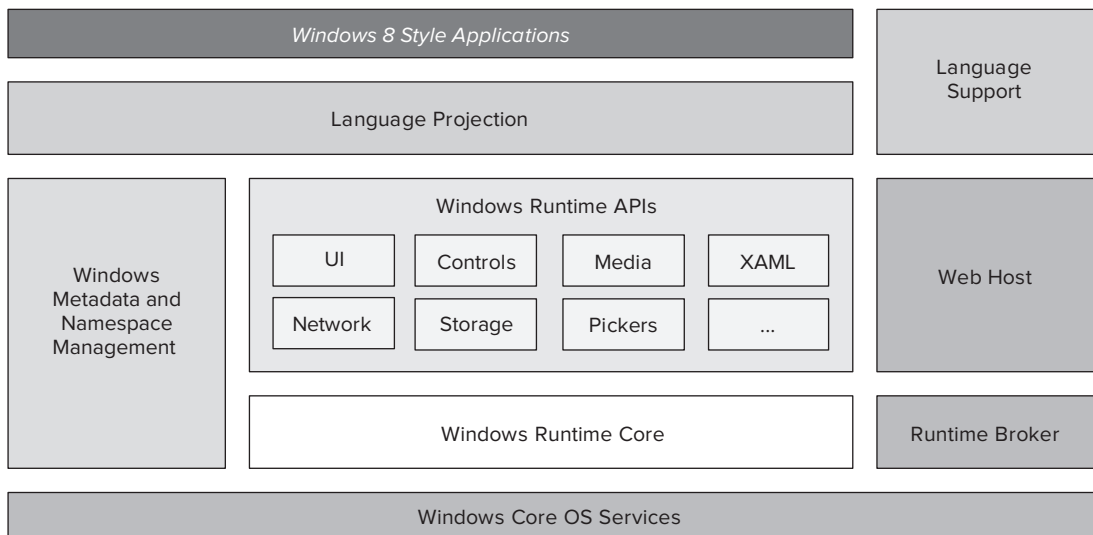 Windows 8 Style Applications
Language
Support
Language Projection
Windows
Metadata and
Namespace
Management
Windows Runtime APIs
UI
Controls
Media
XAML
Network
Storage
Pickers
...
Web Host
Windows Runtime Core
Runtime Broker
Windows Core OS Services